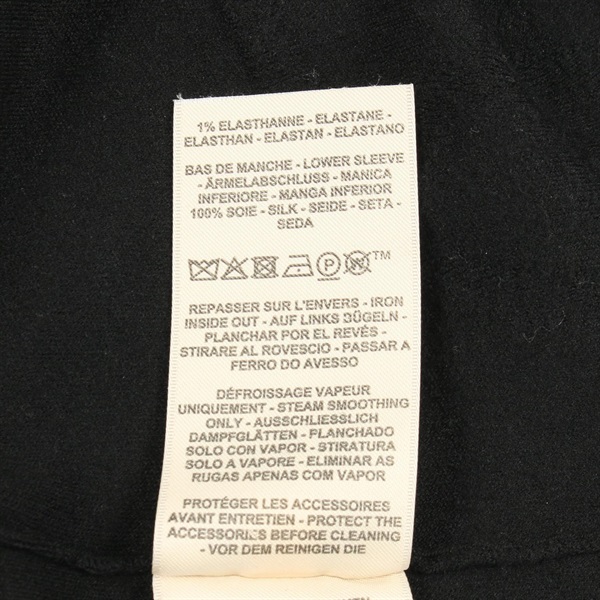 1% ELASTHANNE - ELASTANE -
ELASTHAN - ELASTAN - ELASTANO
BAS DE MANCHE - LOWER SLEEVE
- ÄRMELABSCHLUSS - MANICA
INFERIORE - MANGA INFERIOR
100% SOIE - SILK - SEIDE - SETA -
SEDA
P TM
REPASSER SUR L'ENVERS - IRON
INSIDE OUT - AUF LINKS BÜGELN -
PLANCHAR POR EL REVÉS -
STIRARE AL ROVESCIO - PASSAR A
FERRO DO AVESSO
DÉFROISSAGE VAPEUR
UNIQUEMENT - STEAM SMOOTHING
ONLY - AUSSCHLIESSLICH
DAMPFGLÄTTEN - PLANCHADO
SOLO CON VAPOR - STIRATURA
SOLO A VAPORE - ELIMINAR AS
RUGAS APENAS COM VAPOR
PROTÉGER LES ACCESSOIRES
AVANT ENTRETIEN - PROTECT THE
ACCESSORIES BEFORE CLEANING
- VOR DEM REINIGEN DIE